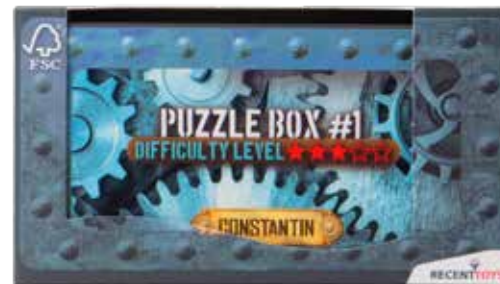 FSC
PUZZLE BOX #1
DIFFICULTY LEVEL
CONSTANTIN
RECENTTOYS